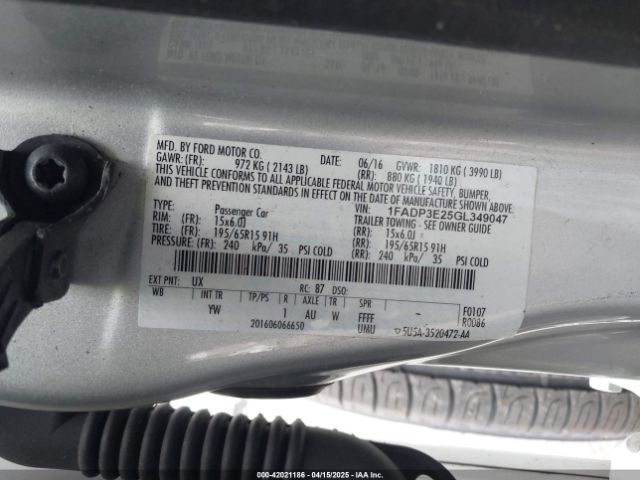 MFD. BY FORD MOTOR CO.
DATE: 06/16 GVWR: 1810 KG ( 3990 LB)
GAWR: (FR): 972 KG ( 2143 LB) (RR): 880 KG ( 1940 LB)
THIS VEHICLE CONFORMS TO ALL APPLICABLE FEDERAL MOTOR VEHICLE SAFETY, BUMPER,
AND THEFT PREVENTION STANDARDS IN EFFECT ON THE DATE OF MANUFACTURE SHOWN ABOVE.
VIN: 1FADP3E25GL349047
TYPE: Passenger Car TRAILER TOWING - SEE OWNER GUIDE
RIM: (FR): 15x6.0J (RR): 15x6.0J
TIRE: (FR): 195/65R15 91H (RR): 195/65R15 91H
PRESSURE: (FR): 240 kPa/ 35 PSI COLD (RR): 240 kPa/ 35 PSI COLD
EXT PNT: UX RC: 87 DSO:
WB INT TR TP/PS R AXLE TR SPR
YW 1 AU W FFFF - -
F0107
R0086
201606066650 UMU 5U5A-3520472-AA
000-42021186 - 04/15/2025 - IAA, Inc.